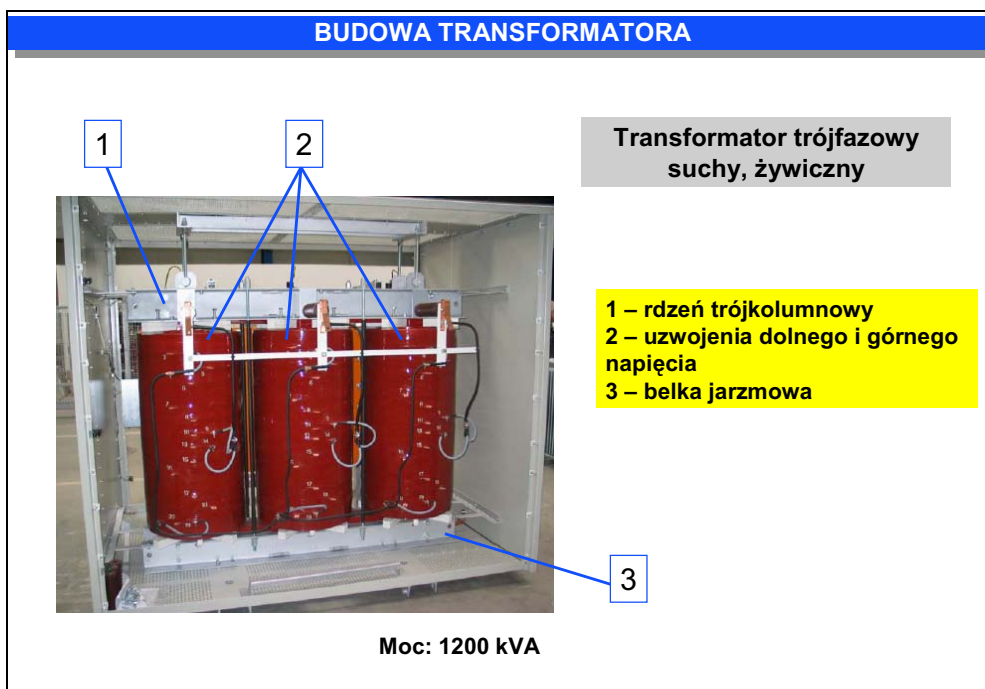 BUDOWA TRANSFORMATORA
1
2
Transformator trójfazowy
suchy, żywiczny
1 – rdzeń trójkolumnowy
2 – uzwojenia dolnego i górnego
napięcia
3 – belka jarzmowa
3
Moc: 1200 kVA